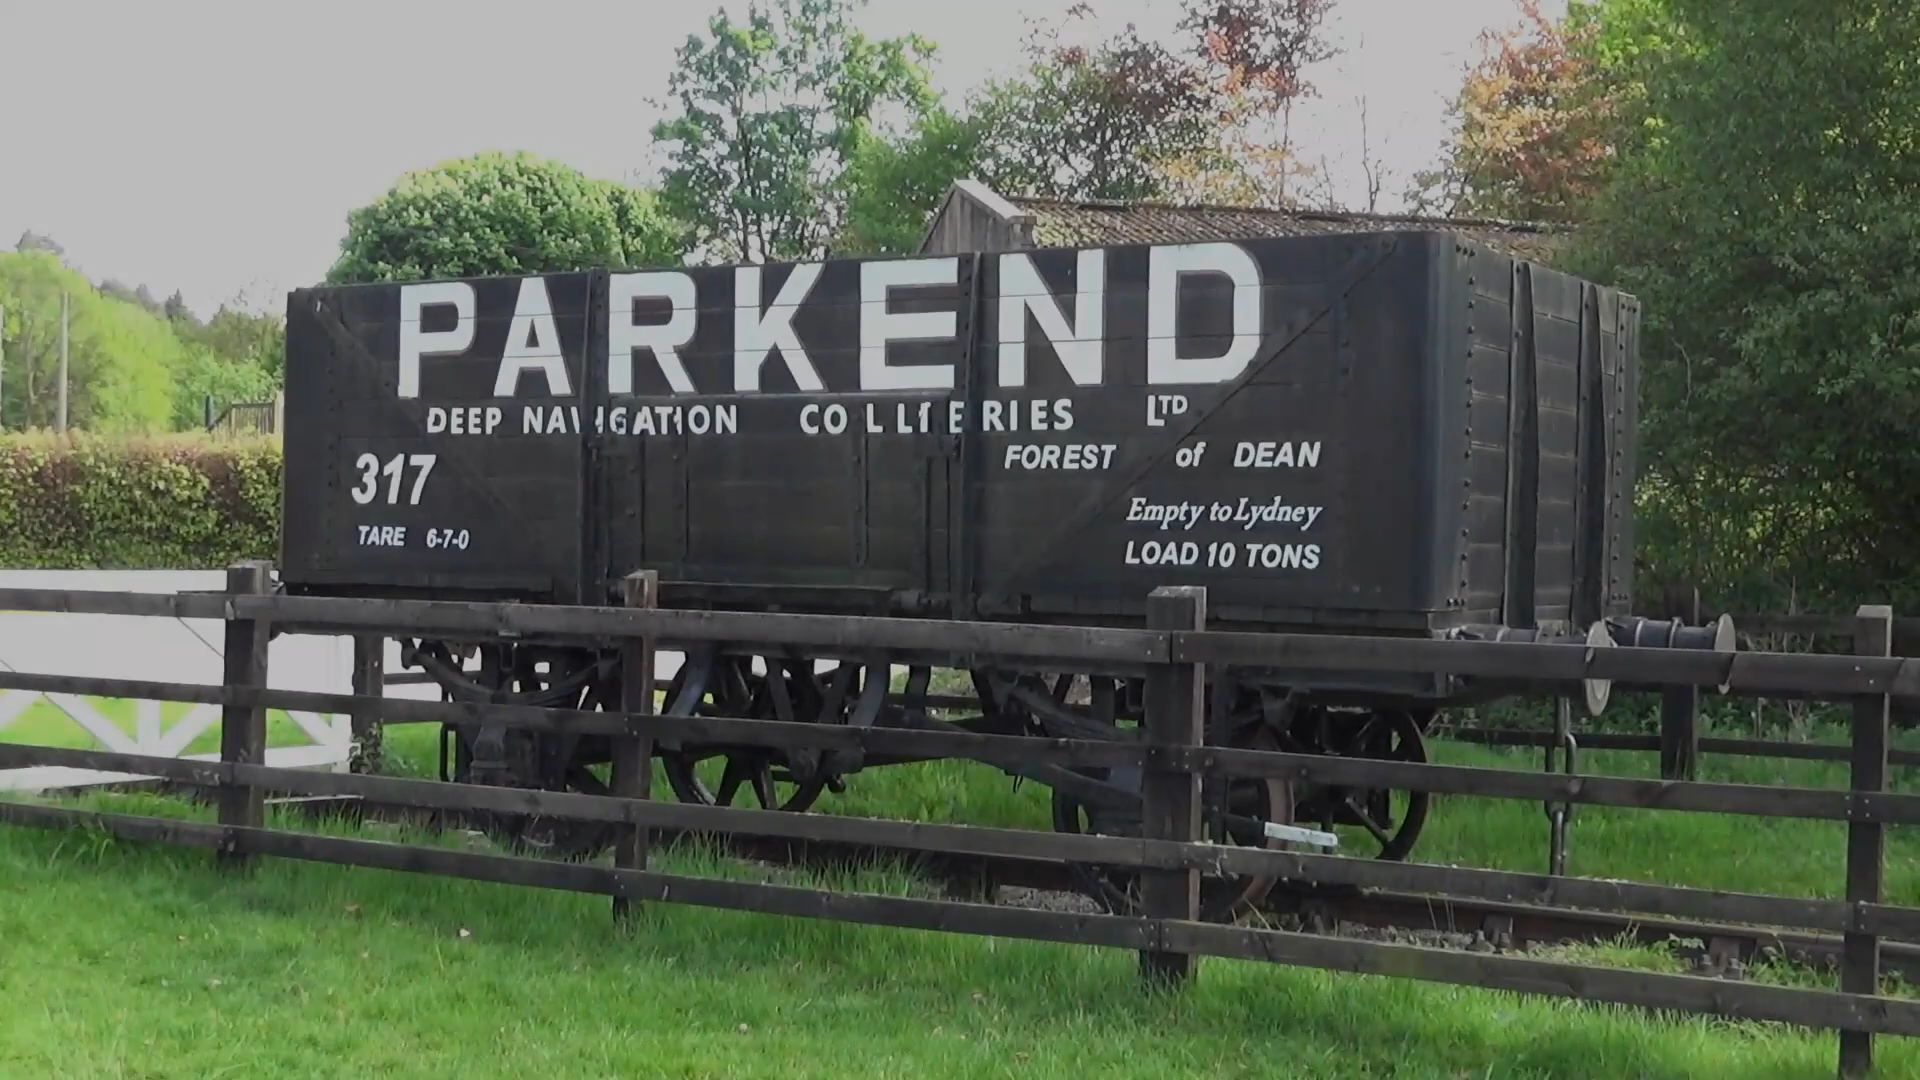 PARKEND
DEEP NAVIGATION COLLIERIES LTD
FOREST of DEAN
317
TARE 6-7-0
Empty to Lydney
LOAD 10 TONS